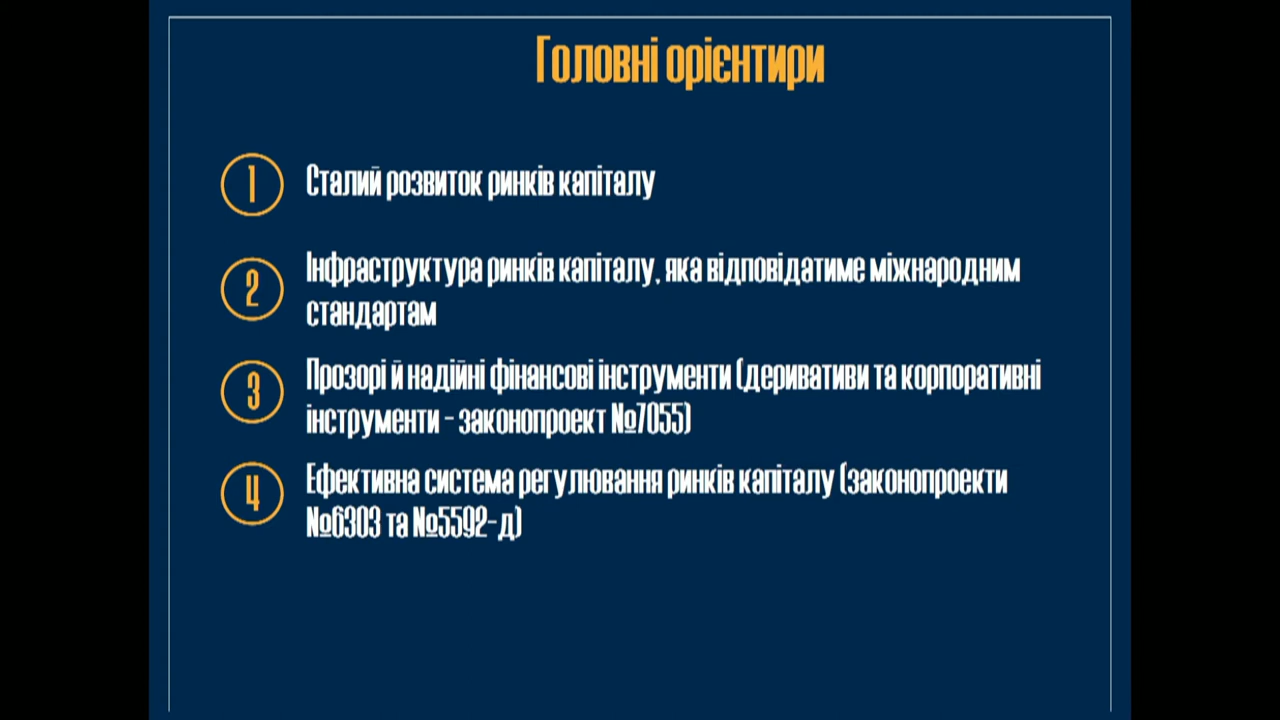 Головні орієнтири
1 Сталий розвиток ринків капіталу
2 Інфраструктура ринків капіталу, яка відповідатиме міжнародним
стандартам
3 Прозорі й надійні фінансові інструменти (деривативи та корпоративні
інструменти - законопроект №7055)
4 Ефективна система регулювання ринків капіталу (законопроекти
№6303 та №5592-д)